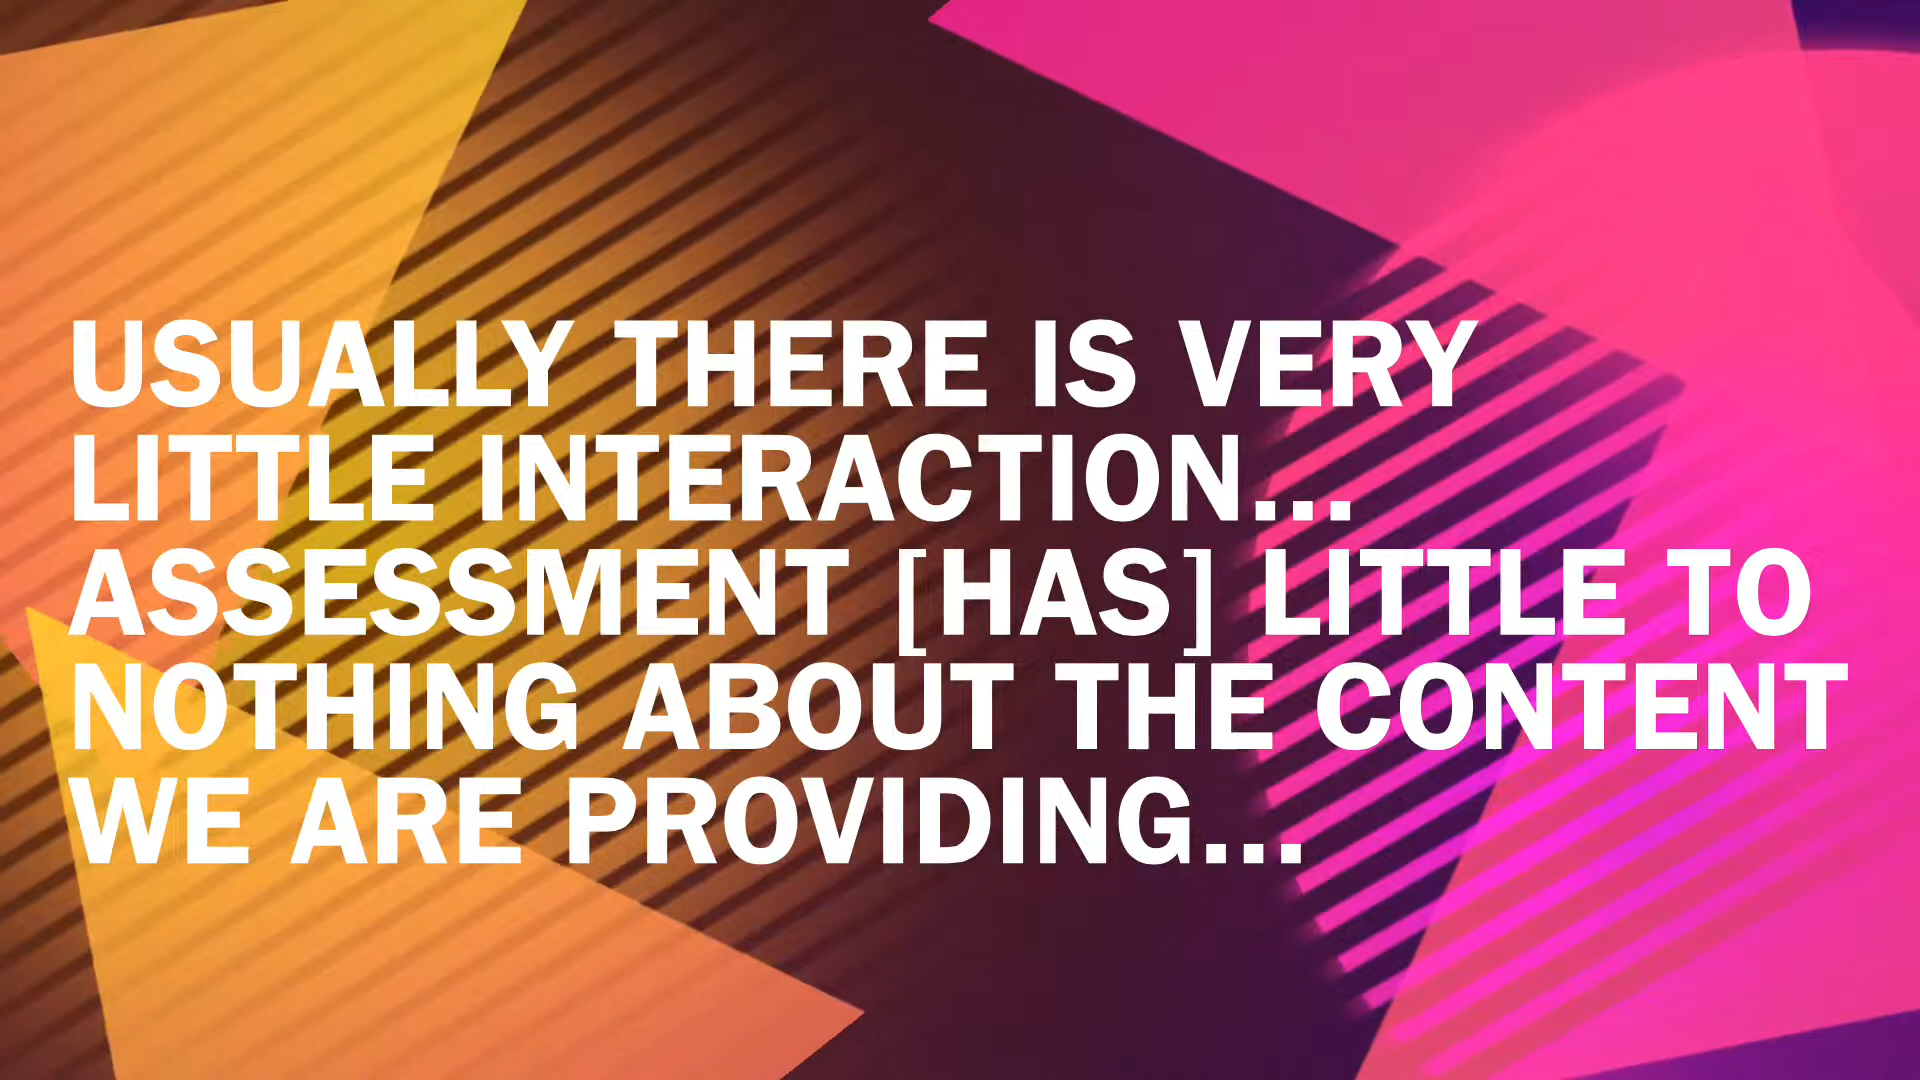 USUALLY THERE IS VERY
LITTLE INTERACTION...
ASSESSMENT [HAS] LITTLE TO
NOTHING ABOUT THE CONTENT
WE ARE PROVIDING...